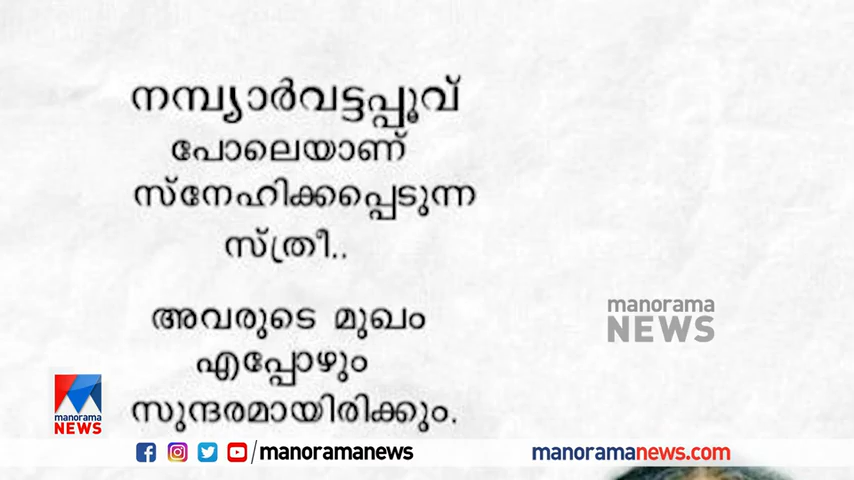 നമ്പ്യാർവട്ടപ്പൂവ്
പോലെയാണ്
സ്നേഹിക്കപ്പെടുന്ന
സ്ത്രീ..
അവരുടെ മുഖം
എപ്പോഴും
സുന്ദരമായിരിക്കും.
manorama
NEWS
manorama
NEWS
/manoramanews
manoramanews.com